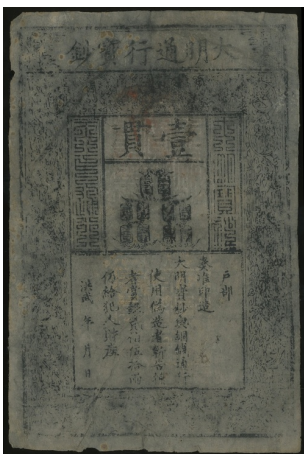 大明通行寶鈔
壹貫
戶部
奏准印造
大明寶鈔與銅錢通行
使用偽造者斬告捕
者賞銀貳伯伍拾兩
仍給犯人財產
洪武 年 月 日